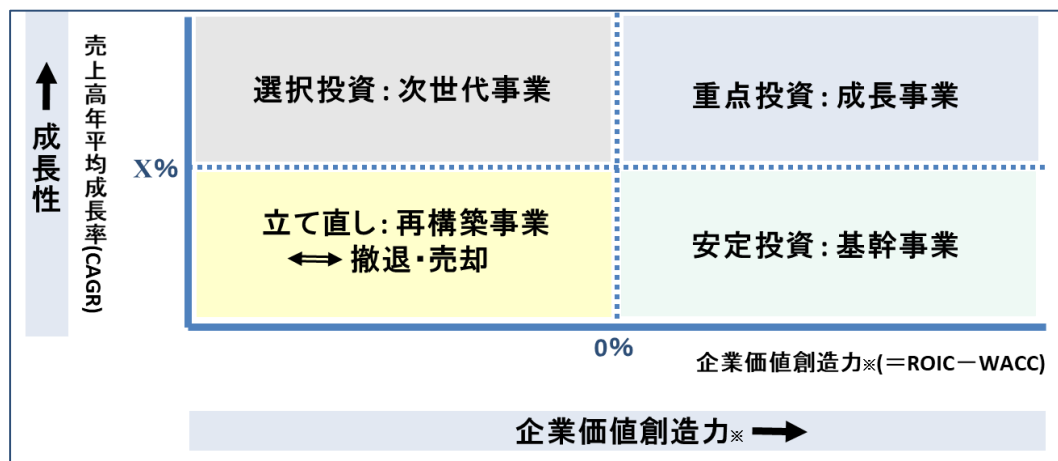 ↑成長性
売上高年平均成長率(CAGR)
選択投資：次世代事業
重点投資：成長事業
X%
立て直し：再構築事業
⇔ 撤退・売却
安定投資：基幹事業
0%
企業価値創造力※(＝ROIC－WACC)
企業価値創造力※ →